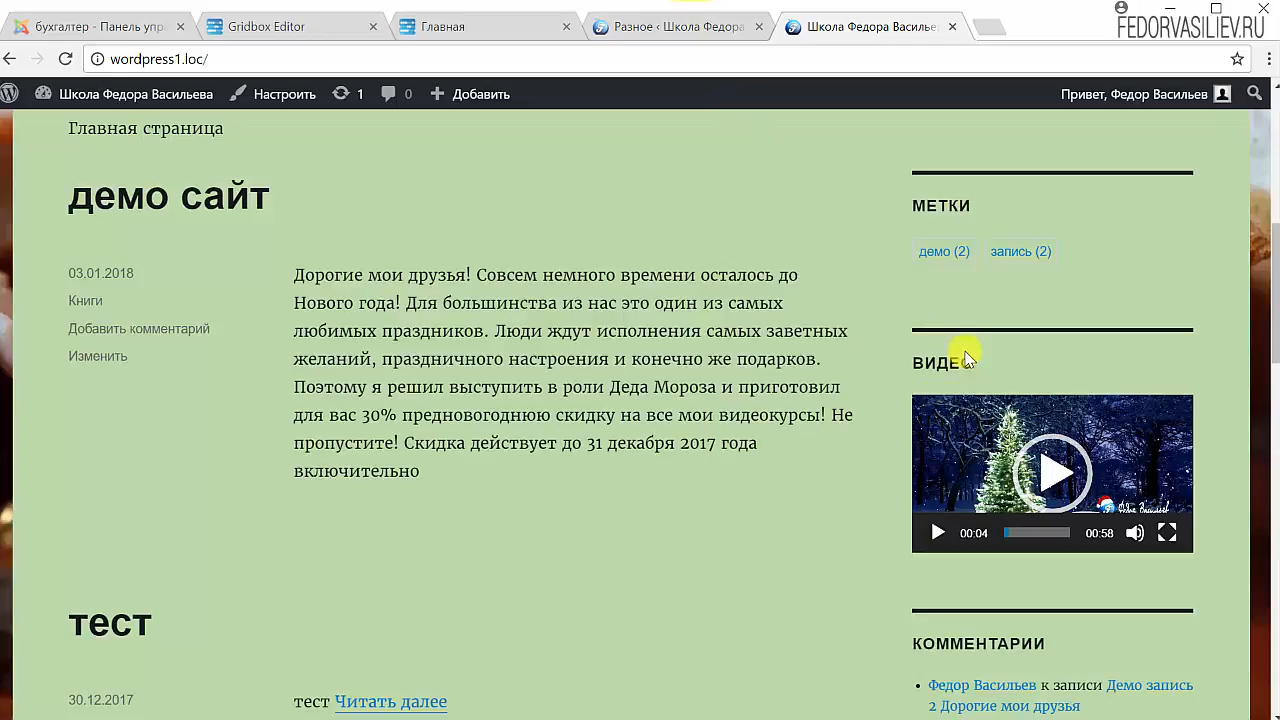 бухгалтер - Панель упр
Gridbox Editor
Главная
Разное ‹ Школа Федора
Школа Федора Васильe
FEDORVASILIEV.RU
wordpress1.loc/
Школа Федора Васильева
Настроить
1
0
Добавить
Привет, Федор Васильев
Главная страница
демо сайт
03.01.2018
Книги
Добавить комментарий
Изменить
Дорогие мои друзья! Совсем немного времени осталось до
Нового года! Для большинства из нас это один из самых
любимых праздников. Люди ждут исполнения самых заветных
желаний, праздничного настроения и конечно же подарков.
Поэтому я решил выступить в роли Деда Мороза и приготовил
для вас 30% предновогоднюю скидку на все мои видеокурсы! Не
пропустите! Скидка действует до 31 декабря 2017 года
включительно
МЕТКИ
демо (2) запись (2)
ВИДЕО
Федор Васильев
00:04
00:58
тест
30.12.2017
тест Читать далее
КОММЕНТАРИИ
Федор Васильев к записи Демо запись
2 Дорогие мои друзья